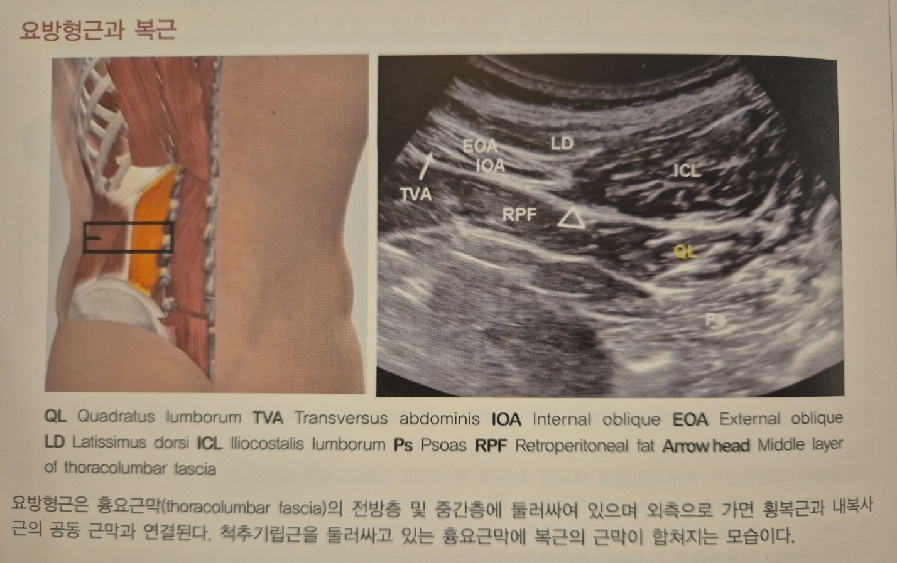 요방형근과 복근
EOA
IOA
LD
ICL
TVA
RPF
QL
Ps
QL Quadratus lumborum TVA Transversus abdominis IOA Internal oblique EOA External oblique
LD Latissimus dorsi ICL Iliocostalis lumborum Ps Psoas RPF Retroperitoneal fat Arrow head Middle layer
of thoracolumbar fascia
요방형근은 흉요근막(thoracolumbar fascia)의 전방층 및 중간층에 둘러싸여 있으며 외측으로 가면 횡복근과 내복사
근의 공동 근막과 연결된다. 척추기립근을 둘러싸고 있는 흉요근막에 복근의 근막이 합쳐지는 모습이다.